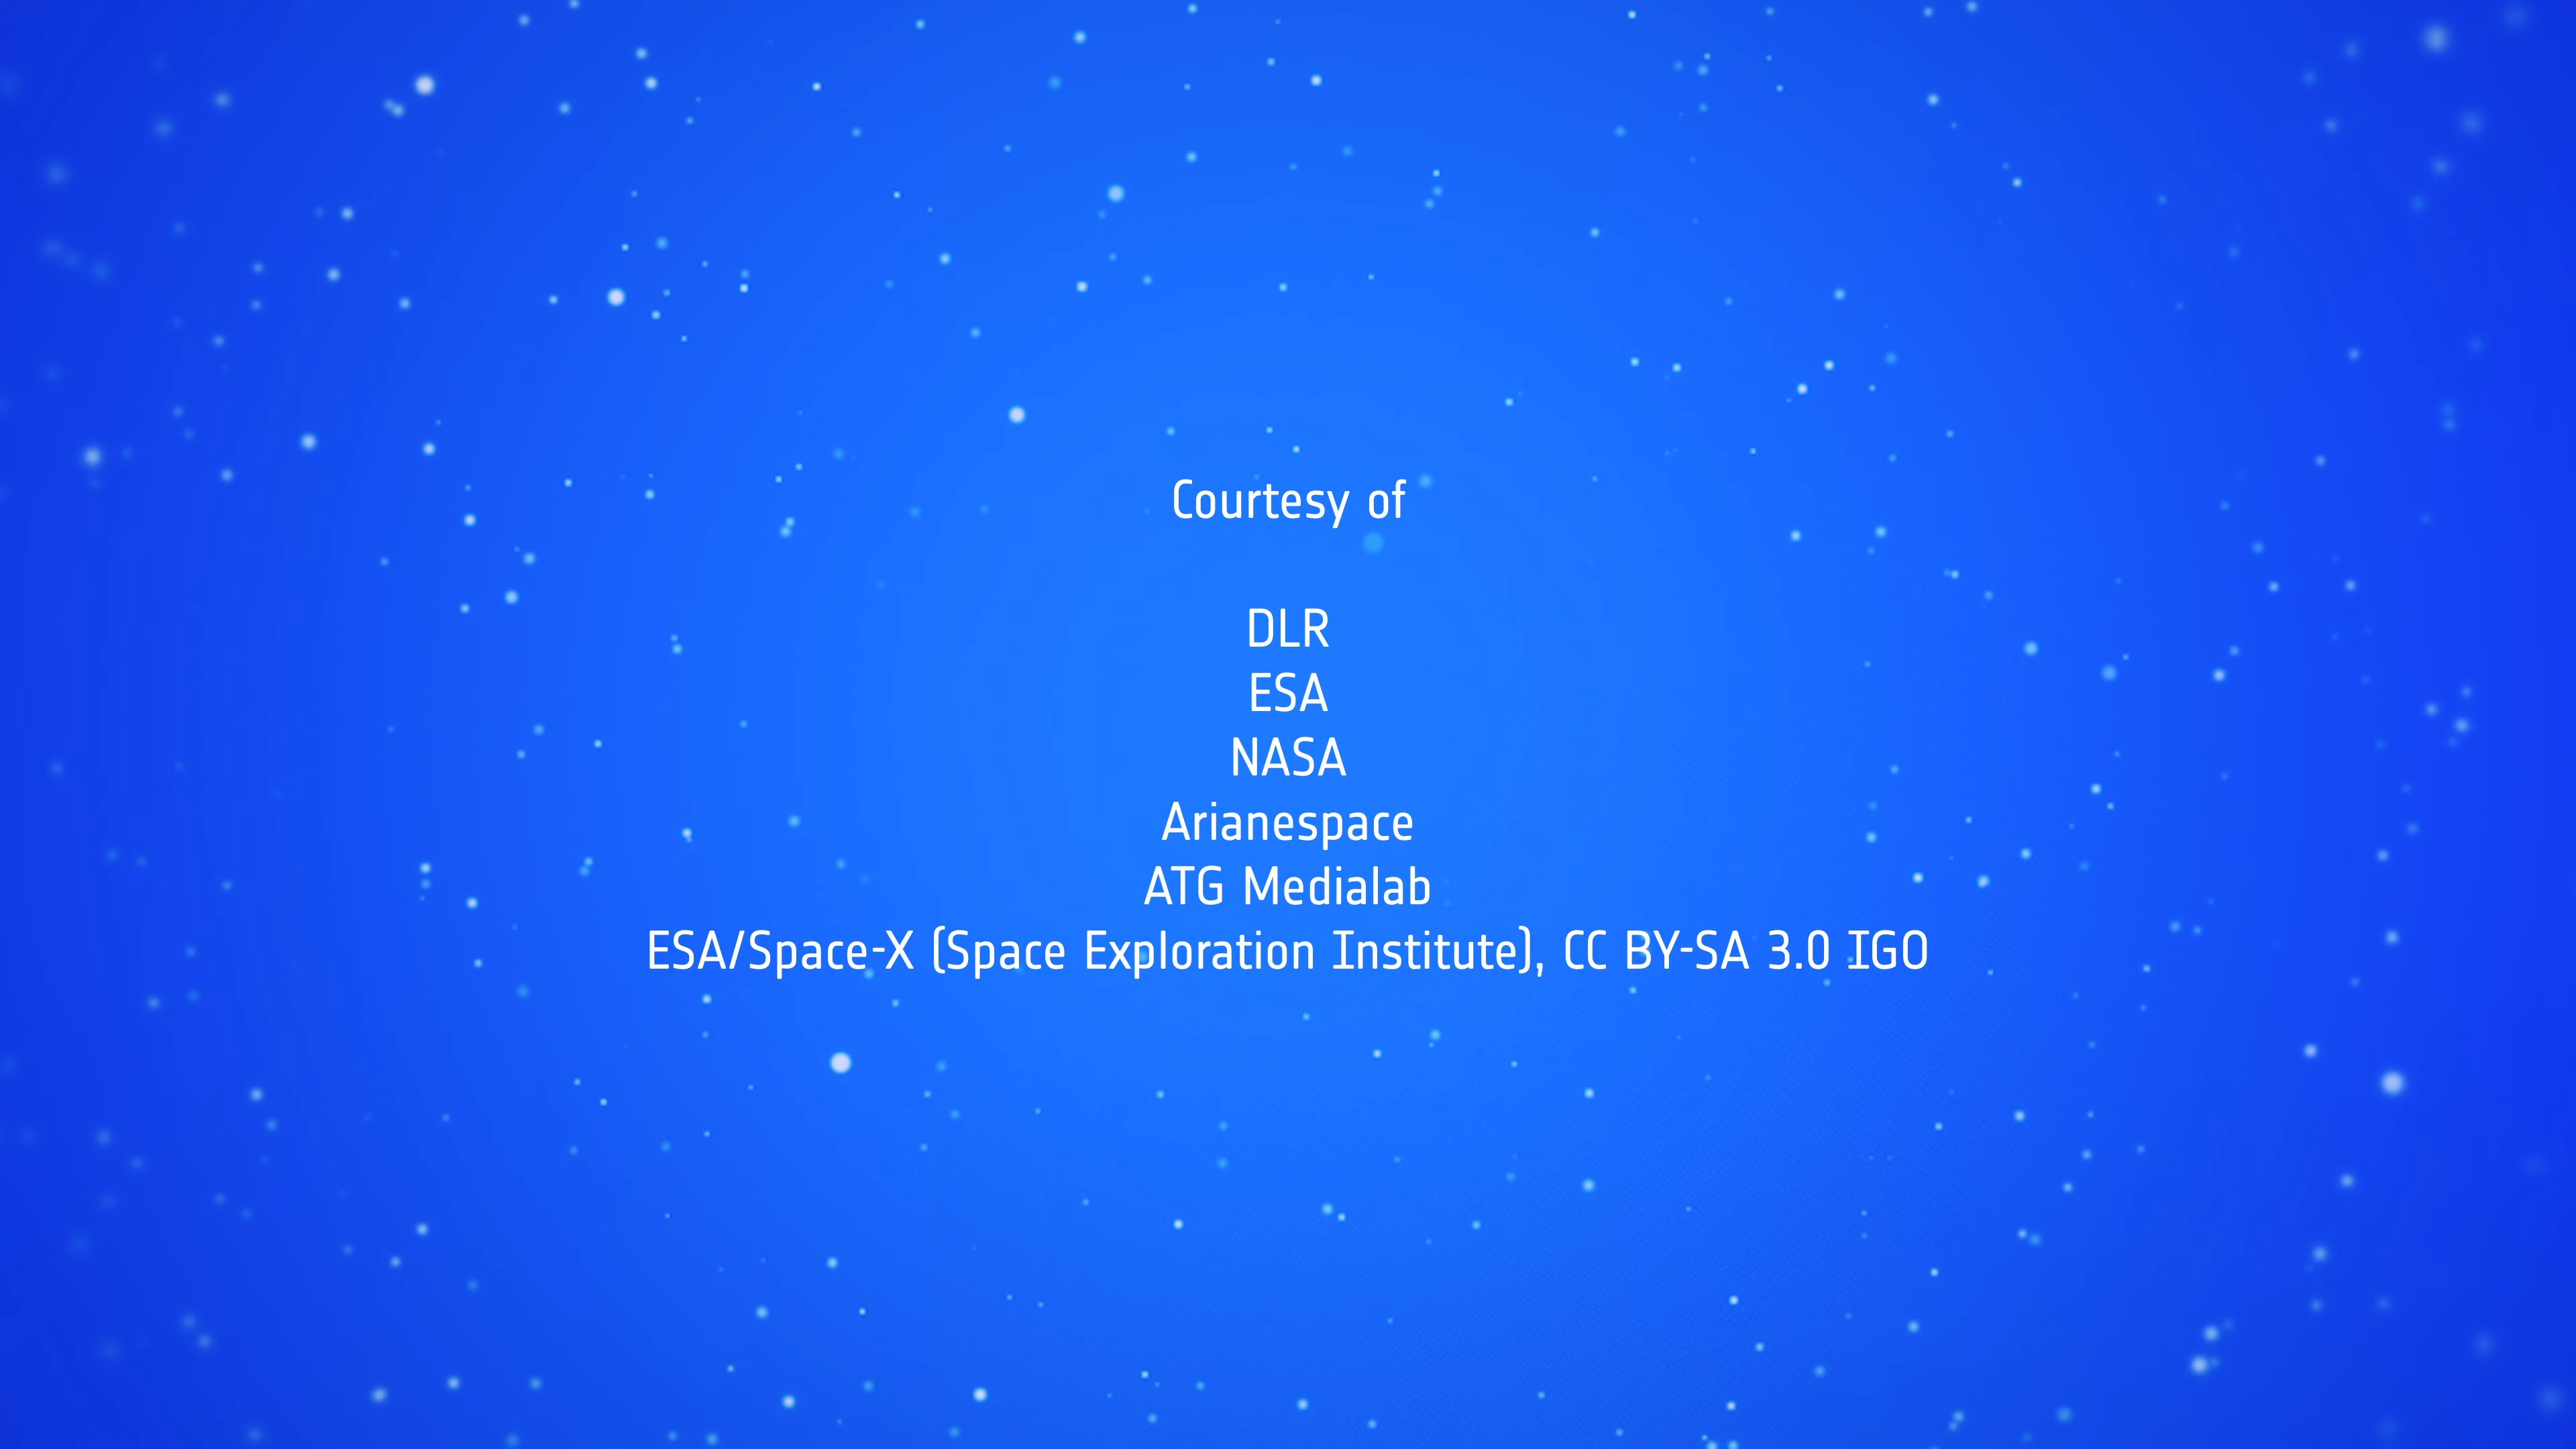 Courtesy of
DLR
ESA
NASA
Arianespace
ATG Medialab
ESA/Space-X (Space Exploration Institute), CC BY-SA 3.0 IGO